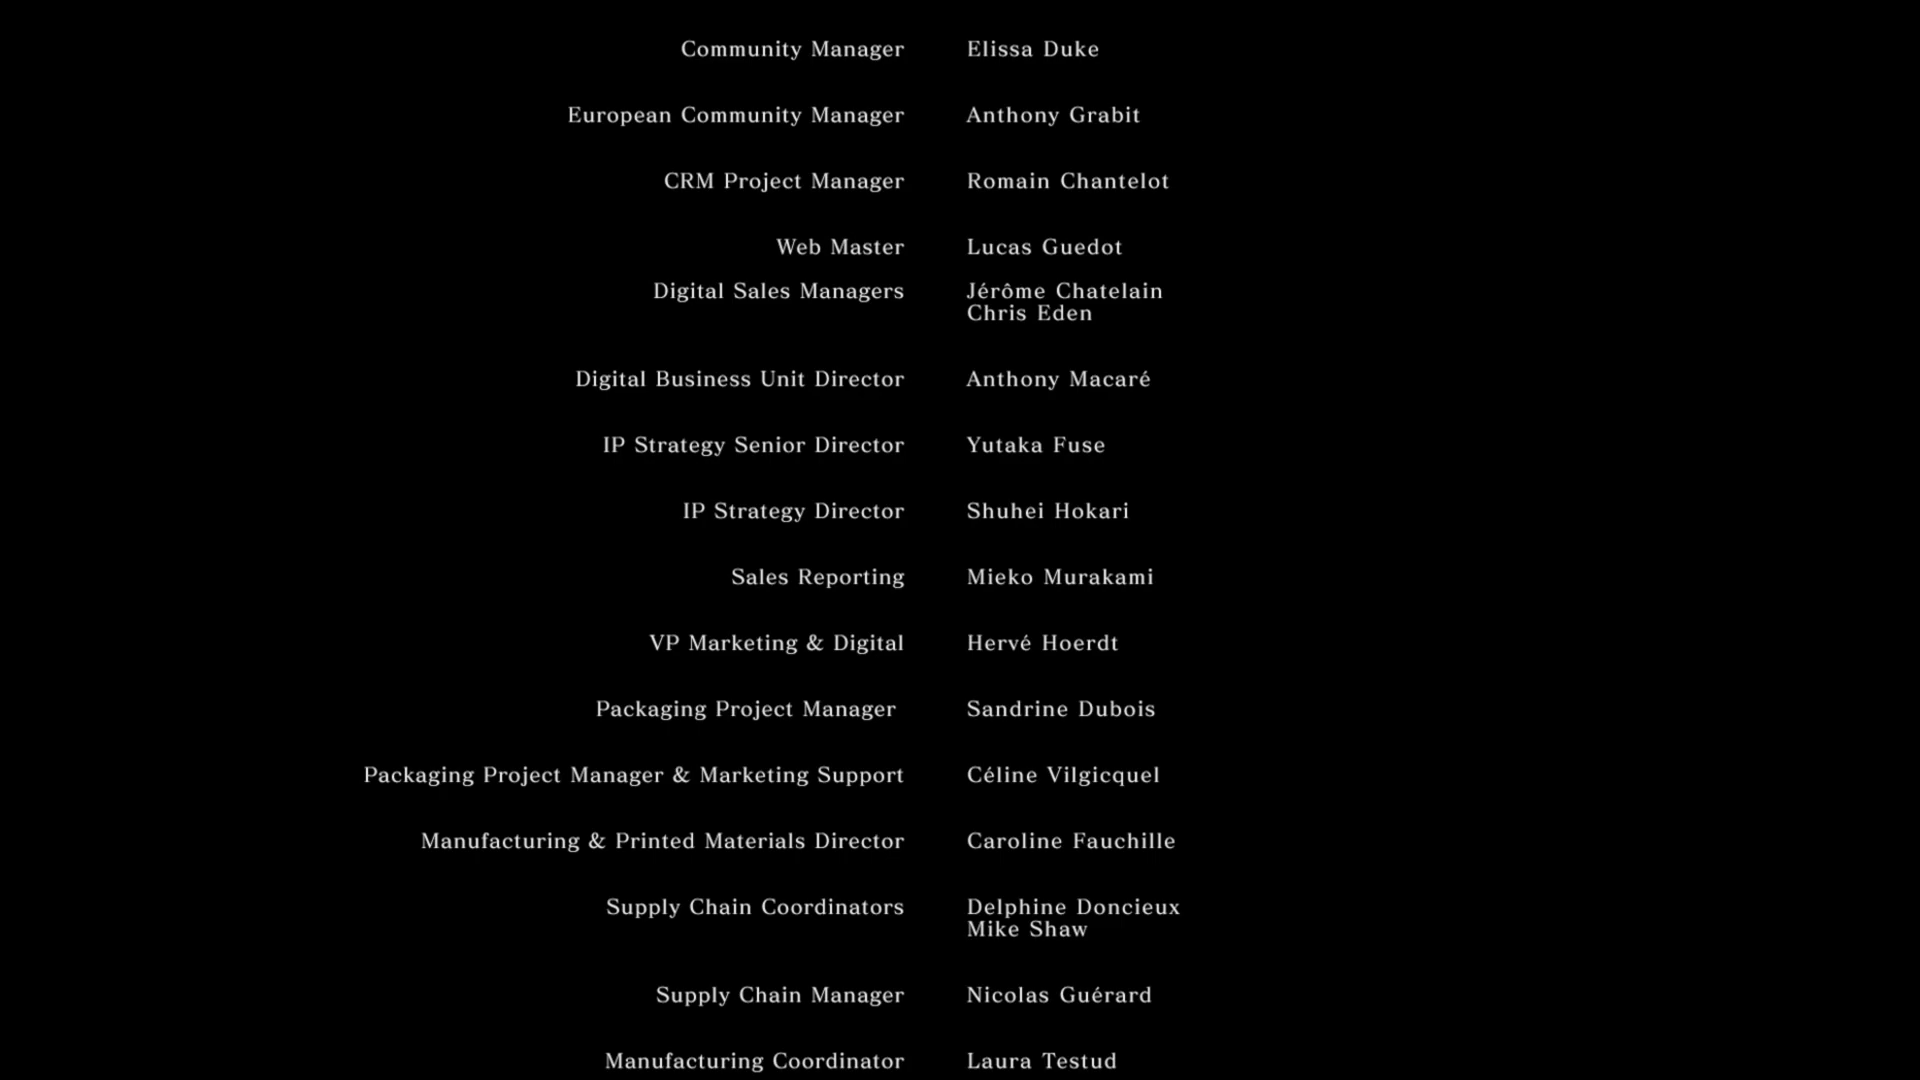 Community Manager Elissa Duke
European Community Manager Anthony Grabit
CRM Project Manager Romain Chantelot
Web Master Lucas Guedot
Digital Sales Managers Jérôme Chatelain
Chris Eden
Digital Business Unit Director Anthony Macaré
IP Strategy Senior Director Yutaka Fuse
IP Strategy Director Shuhei Hokari
Sales Reporting Mieko Murakami
VP Marketing & Digital Hervé Hoerdt
Packaging Project Manager Sandrine Dubois
Packaging Project Manager & Marketing Support Céline Vilgicquel
Manufacturing & Printed Materials Director Caroline Fauchille
Supply Chain Coordinators Delphine Doncieux
Mike Shaw
Supply Chain Manager Nicolas Guérard
Manufacturing Coordinator Laura Testud